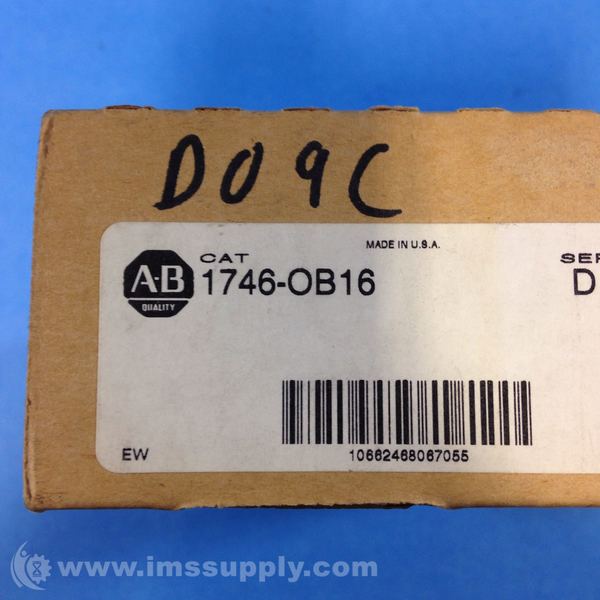 D09C
CAT
MADE IN U.S.A.
SER
A-B
QUALITY
1746-OB16
D
EW
10662468067055
www.imssupply.com